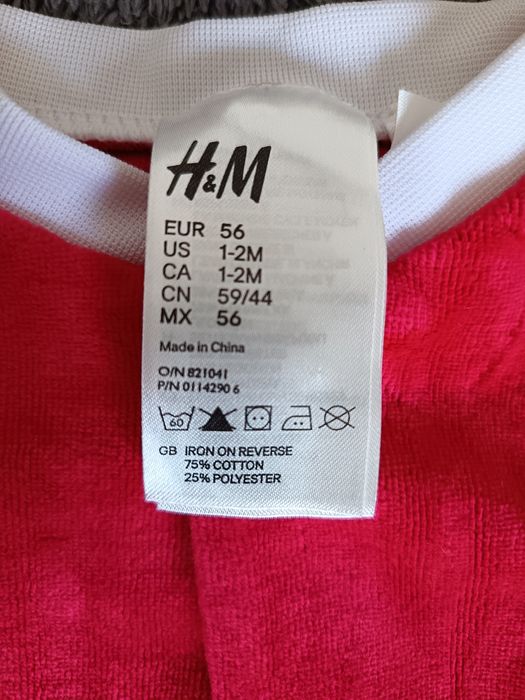 H&M
EUR 56
US 1-2M
CA 1-2M
CN 59/44
MX 56
Made in China
O/N 821041
P/N 0114290 6
60
GB IRON ON REVERSE
75% COTTON
25% POLYESTER